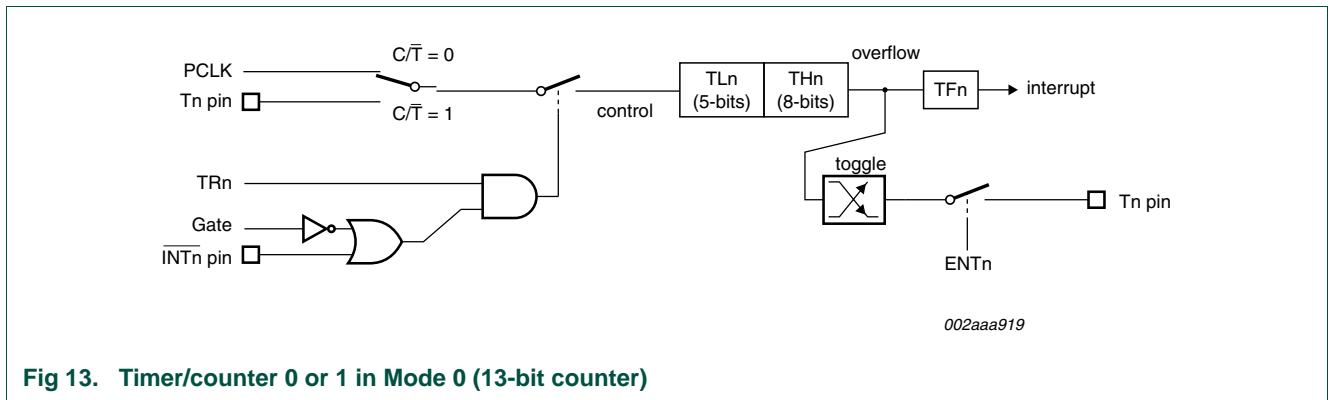 C/T̅ = 0
PCLK
Tn pin
C/T̅ = 1
control
TLn
(5-bits)
THn
(8-bits)
overflow
TFn
interrupt
toggle
Tn pin
ENTn
TRn
Gate
I̅N̅T̅n̅ pin
002aaa919
Fig 13. Timer/counter 0 or 1 in Mode 0 (13-bit counter)